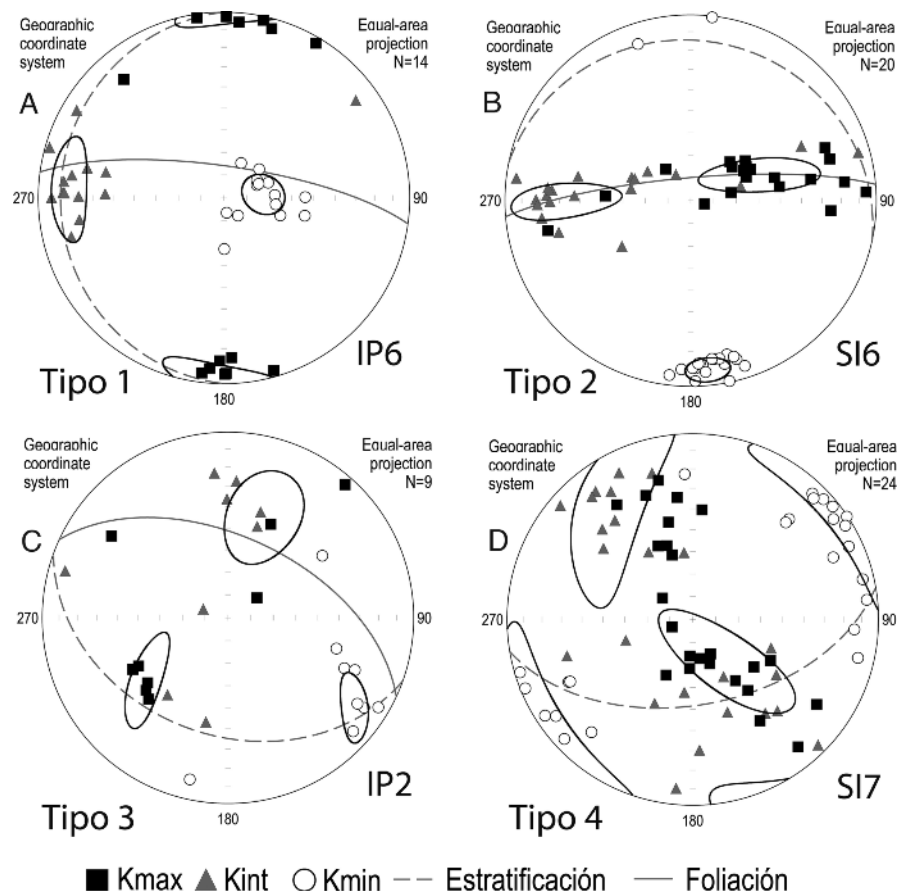 Geographic
coordinate
system
Equal-area
projection
N=14
A
270
90
180
Tipo 1
IP6
Geographic
coordinate
system
Equal-area
projection
N=20
B
270
90
180
Tipo 2
SI6
Geographic
coordinate
system
Equal-area
projection
N=9
C
270
90
180
Tipo 3
IP2
Geographic
coordinate
system
Equal-area
projection
N=24
D
270
90
180
Tipo 4
SI7
Kmax Kint Kmin Estratificación Foliación